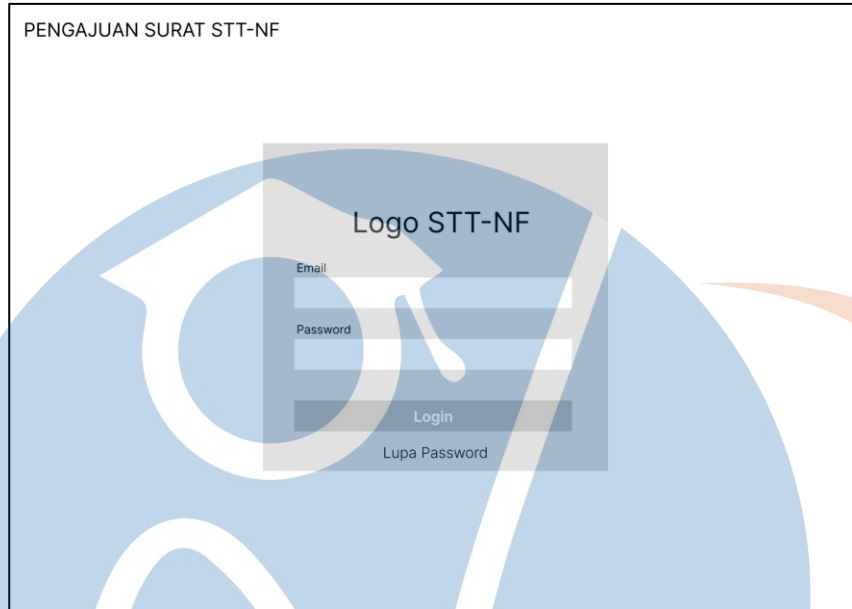 PENGAJUAN SURAT STT-NF
Logo STT-NF
Email
Password
Login
Lupa Password